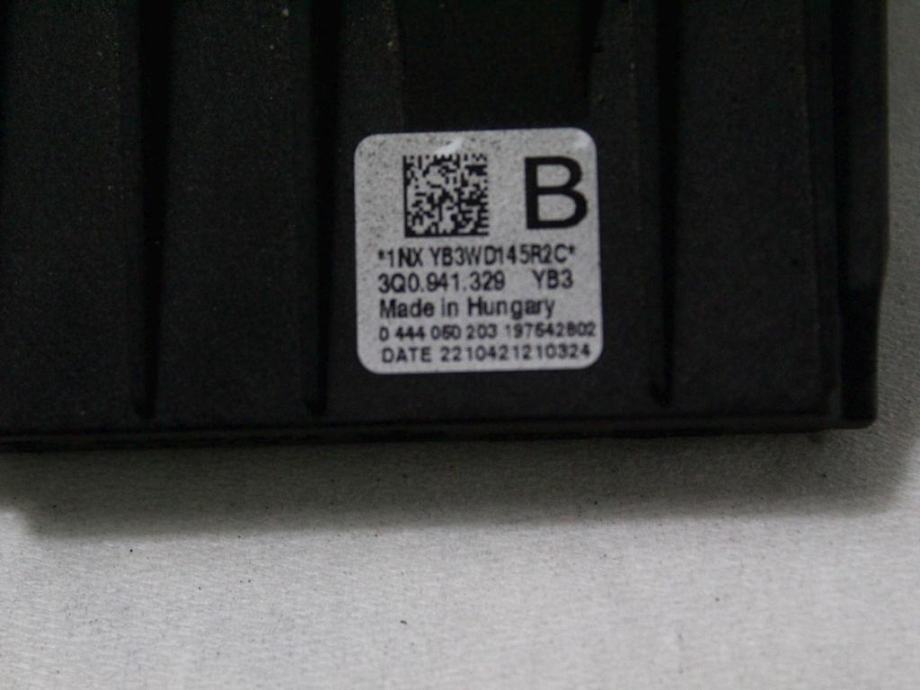 B
*1NX YB3WD145R2C*
3Q0.941.329 YB3
Made in Hungary
0 444 050 203 197542802
DATE 2210421210324